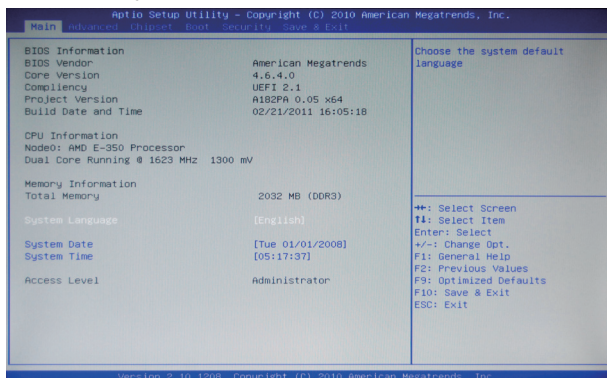 Aptio Setup Utility – Copyright (C) 2010 American Megatrends, Inc.
Main Advanced Chipset Boot Security Save & Exit
BIOS Information
BIOS Vendor American Megatrends
Core Version 4.6.4.0
Compliency UEFI 2.1
Project Version A182PA 0.05 x64
Build Date and Time 02/21/2011 16:05:18
CPU Information
Node0: AMD E-350 Processor
Dual Core Running @ 1623 MHz 1300 mV
Memory Information
Total Memory 2032 MB (DDR3)
System Language [English]
System Date [Tue 01/01/2008]
System Time [05:17:37]
Access Level Administrator
Choose the system default
language
→←: Select Screen
↑↓: Select Item
Enter: Select
+/-: Change Opt.
F1: General Help
F2: Previous Values
F9: Optimized Defaults
F10: Save & Exit
ESC: Exit
Version 2.10.1208. Copyright (C) 2010 American Megatrends, Inc.